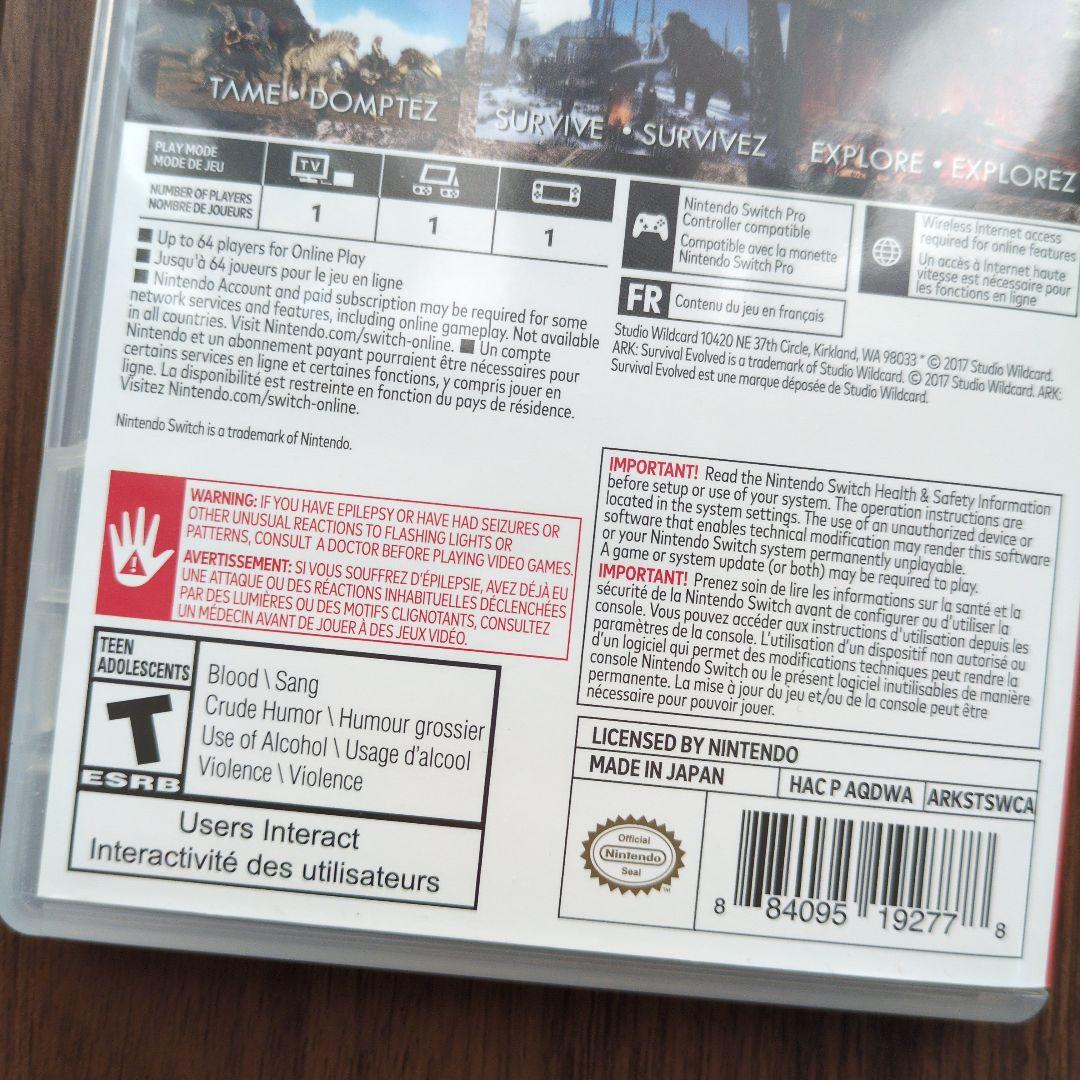 TAME • DOMPTEZ
SURVIVE • SURVIVEZ
EXPLORE • EXPLOREZ
PLAY MODE
MODE DE JEU
TV
NUMBER OF PLAYERS
NOMBRE DE JOUEURS
1
1
1
Nintendo Switch Pro
Controller compatible
Compatible avec la manette
Nintendo Switch Pro
Wireless Internet access
required for online features
Un accès à Internet haute
vitesse est nécessaire pour
les fonctions en ligne
FR Contenu du jeu en français
■ Up to 64 players for Online Play
■ Jusqu'à 64 joueurs pour le jeu en ligne
■ Nintendo Account and paid subscription may be required for some
network services and features, including online gameplay. Not available
in all countries. Visit Nintendo.com/switch-online. ■ Un compte
Nintendo et un abonnement payant pourraient être nécessaires pour
certains services en ligne et certaines fonctions, y compris jouer en
ligne. La disponibilité est restreinte en fonction du pays de résidence.
Visitez Nintendo.com/switch-online.
Nintendo Switch is a trademark of Nintendo.
Studio Wildcard 10420 NE 37th Circle, Kirkland, WA 98033 * © 2017 Studio Wildcard.
ARK: Survival Evolved is a trademark of Studio Wildcard. © 2017 Studio Wildcard. ARK:
Survival Evolved est une marque déposée de Studio Wildcard.
WARNING: IF YOU HAVE EPILEPSY OR HAVE HAD SEIZURES OR
OTHER UNUSUAL REACTIONS TO FLASHING LIGHTS OR
PATTERNS, CONSULT A DOCTOR BEFORE PLAYING VIDEO GAMES.
AVERTISSEMENT: SI VOUS SOUFFREZ D'ÉPILEPSIE, AVEZ DÉJÀ EU
UNE ATTAQUE OU DES RÉACTIONS INHABITUELLES DÉCLENCHÉES
PAR DES LUMIÈRES OU DES MOTIFS CLIGNOTANTS, CONSULTEZ
UN MÉDECIN AVANT DE JOUER À DES JEUX VIDÉO.
IMPORTANT! Read the Nintendo Switch Health & Safety Information
before setup or use of your system. The operation instructions are
located in the system settings. The use of an unauthorized device or
software that enables technical modification may render this software
or your Nintendo Switch system permanently unplayable.
A game or system update (or both) may be required to play.
IMPORTANT! Prenez soin de lire les informations sur la santé et la
sécurité de la Nintendo Switch avant de configurer ou d'utiliser la
console. Vous pouvez accéder aux instructions d'utilisation depuis les
paramètres de la console. L'utilisation d'un dispositif non autorisé ou
d'un logiciel qui permet des modifications techniques peut rendre la
console Nintendo Switch ou le présent logiciel inutilisables de manière
permanente. La mise à jour du jeu et/ou de la console peut être
nécessaire pour pouvoir jouer.
TEEN
ADOLESCENTS
T
ESRB
Blood \ Sang
Crude Humor \ Humour grossier
Use of Alcohol \ Usage d'alcool
Violence \ Violence
Users Interact
Interactivité des utilisateurs
LICENSED BY NINTENDO
MADE IN JAPAN
HAC P AQDWA
ARKSTSWCA
Official
Nintendo
Seal
TM
8 84095 19277 8